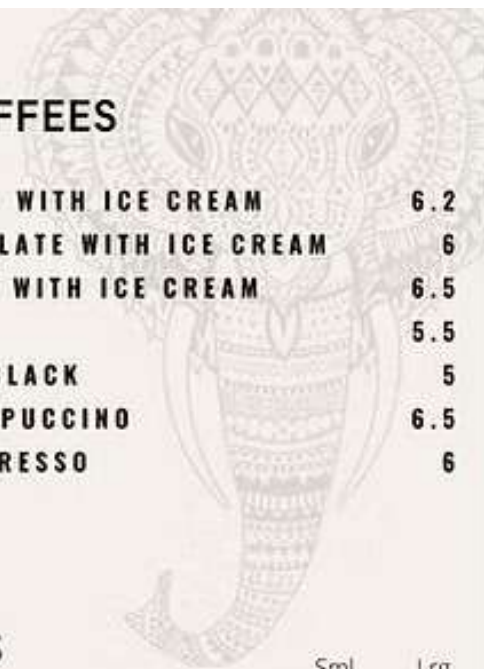 FFEES
WITH ICE CREAM 6.2
LATE WITH ICE CREAM 6
WITH ICE CREAM 6.5
5.5
LACK 5
PUCCINO 6.5
RESSO 6
S
Sml Lrg